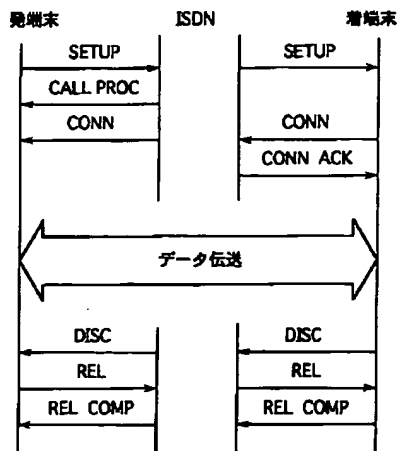 発端末 ISDN 着端末
SETUP SETUP
CALL PROC
CONN CONN
CONN ACK
データ伝送
DISC DISC
REL REL
REL COMP REL COMP